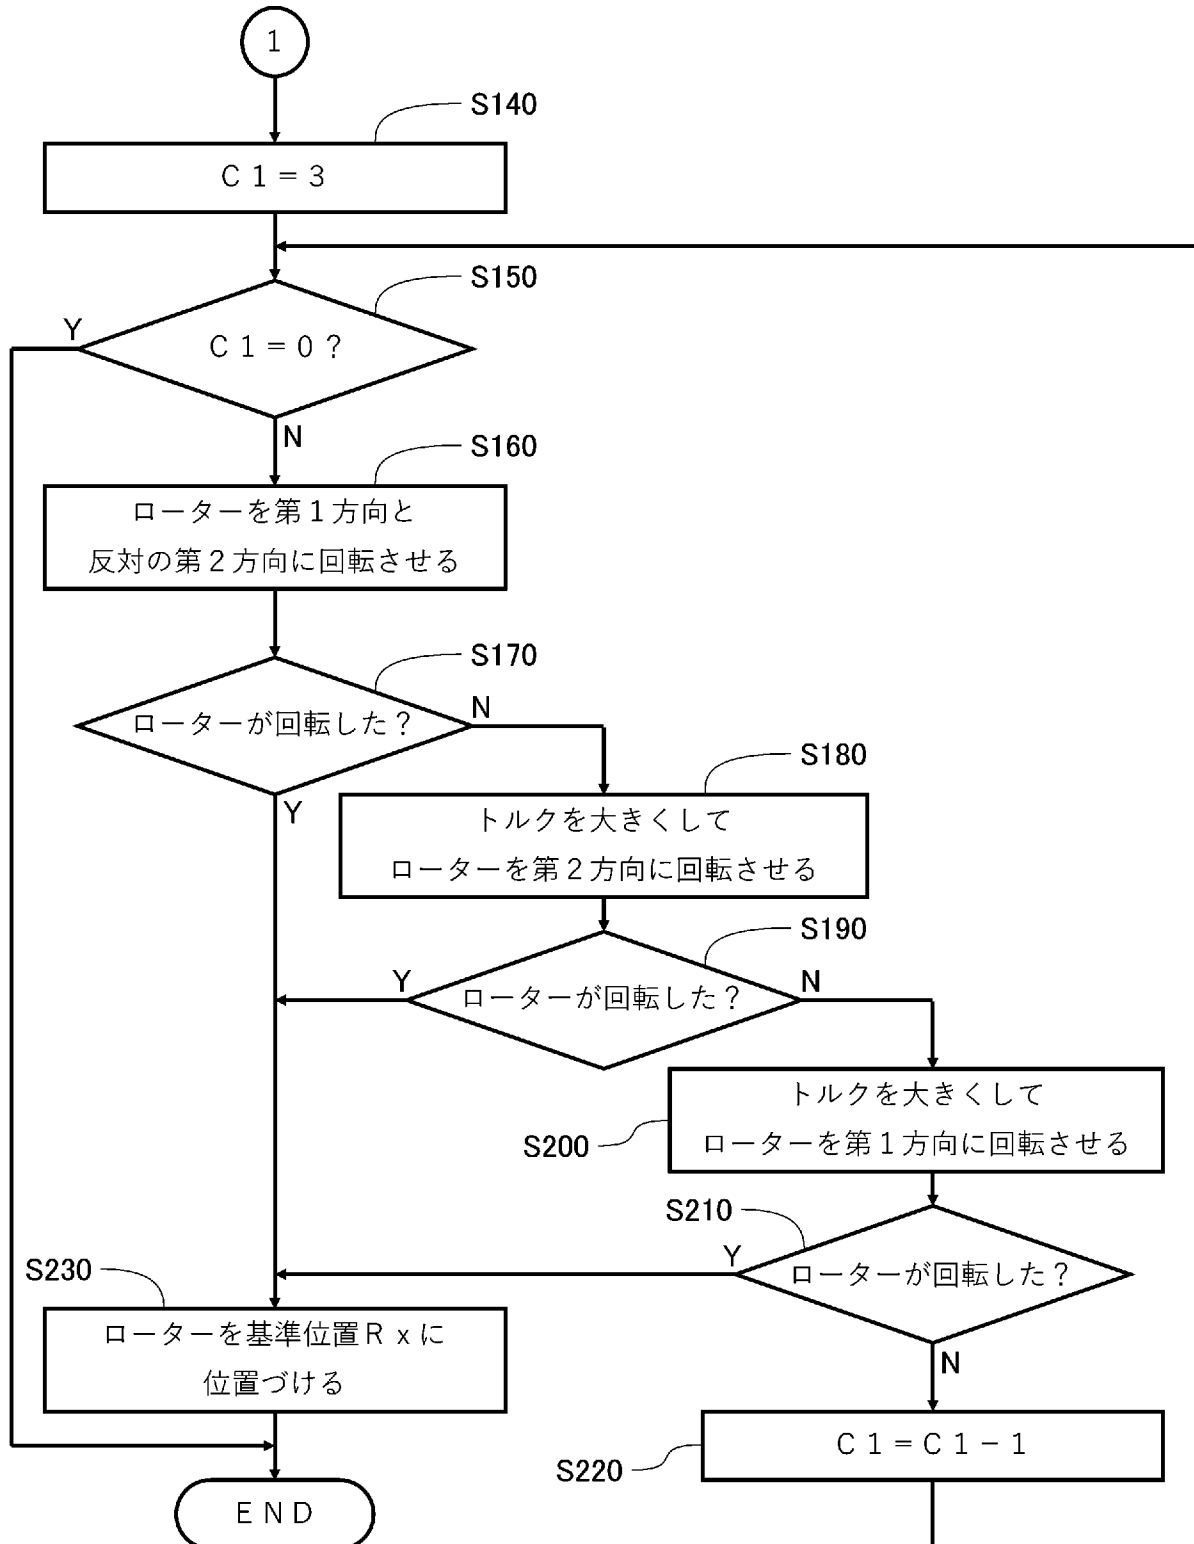 1
S140
C1=3
S150
Y
C1=0?
N
S160
ローターを第1方向と
反対の第2方向に回転させる
S170
ローターが回転した?
N
Y
S180
トルクを大きくして
ローターを第2方向に回転させる
S190
Y
ローターが回転した?
N
トルクを大きくして
ローターを第1方向に回転させる
S200
S210
Y
ローターが回転した?
N
S230
ローターを基準位置Rxに
位置づける
C1=C1-1
S220
END